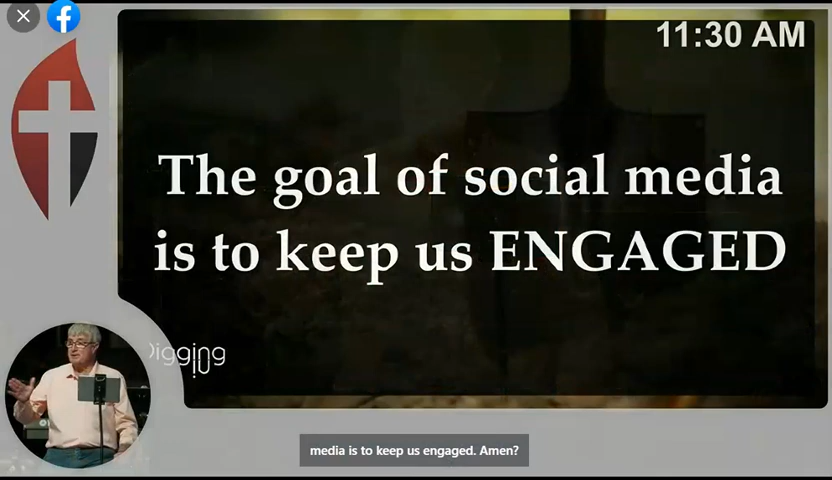 11:30 AM
The goal of social media
is to keep us ENGAGED
media is to keep us engaged. Amen?